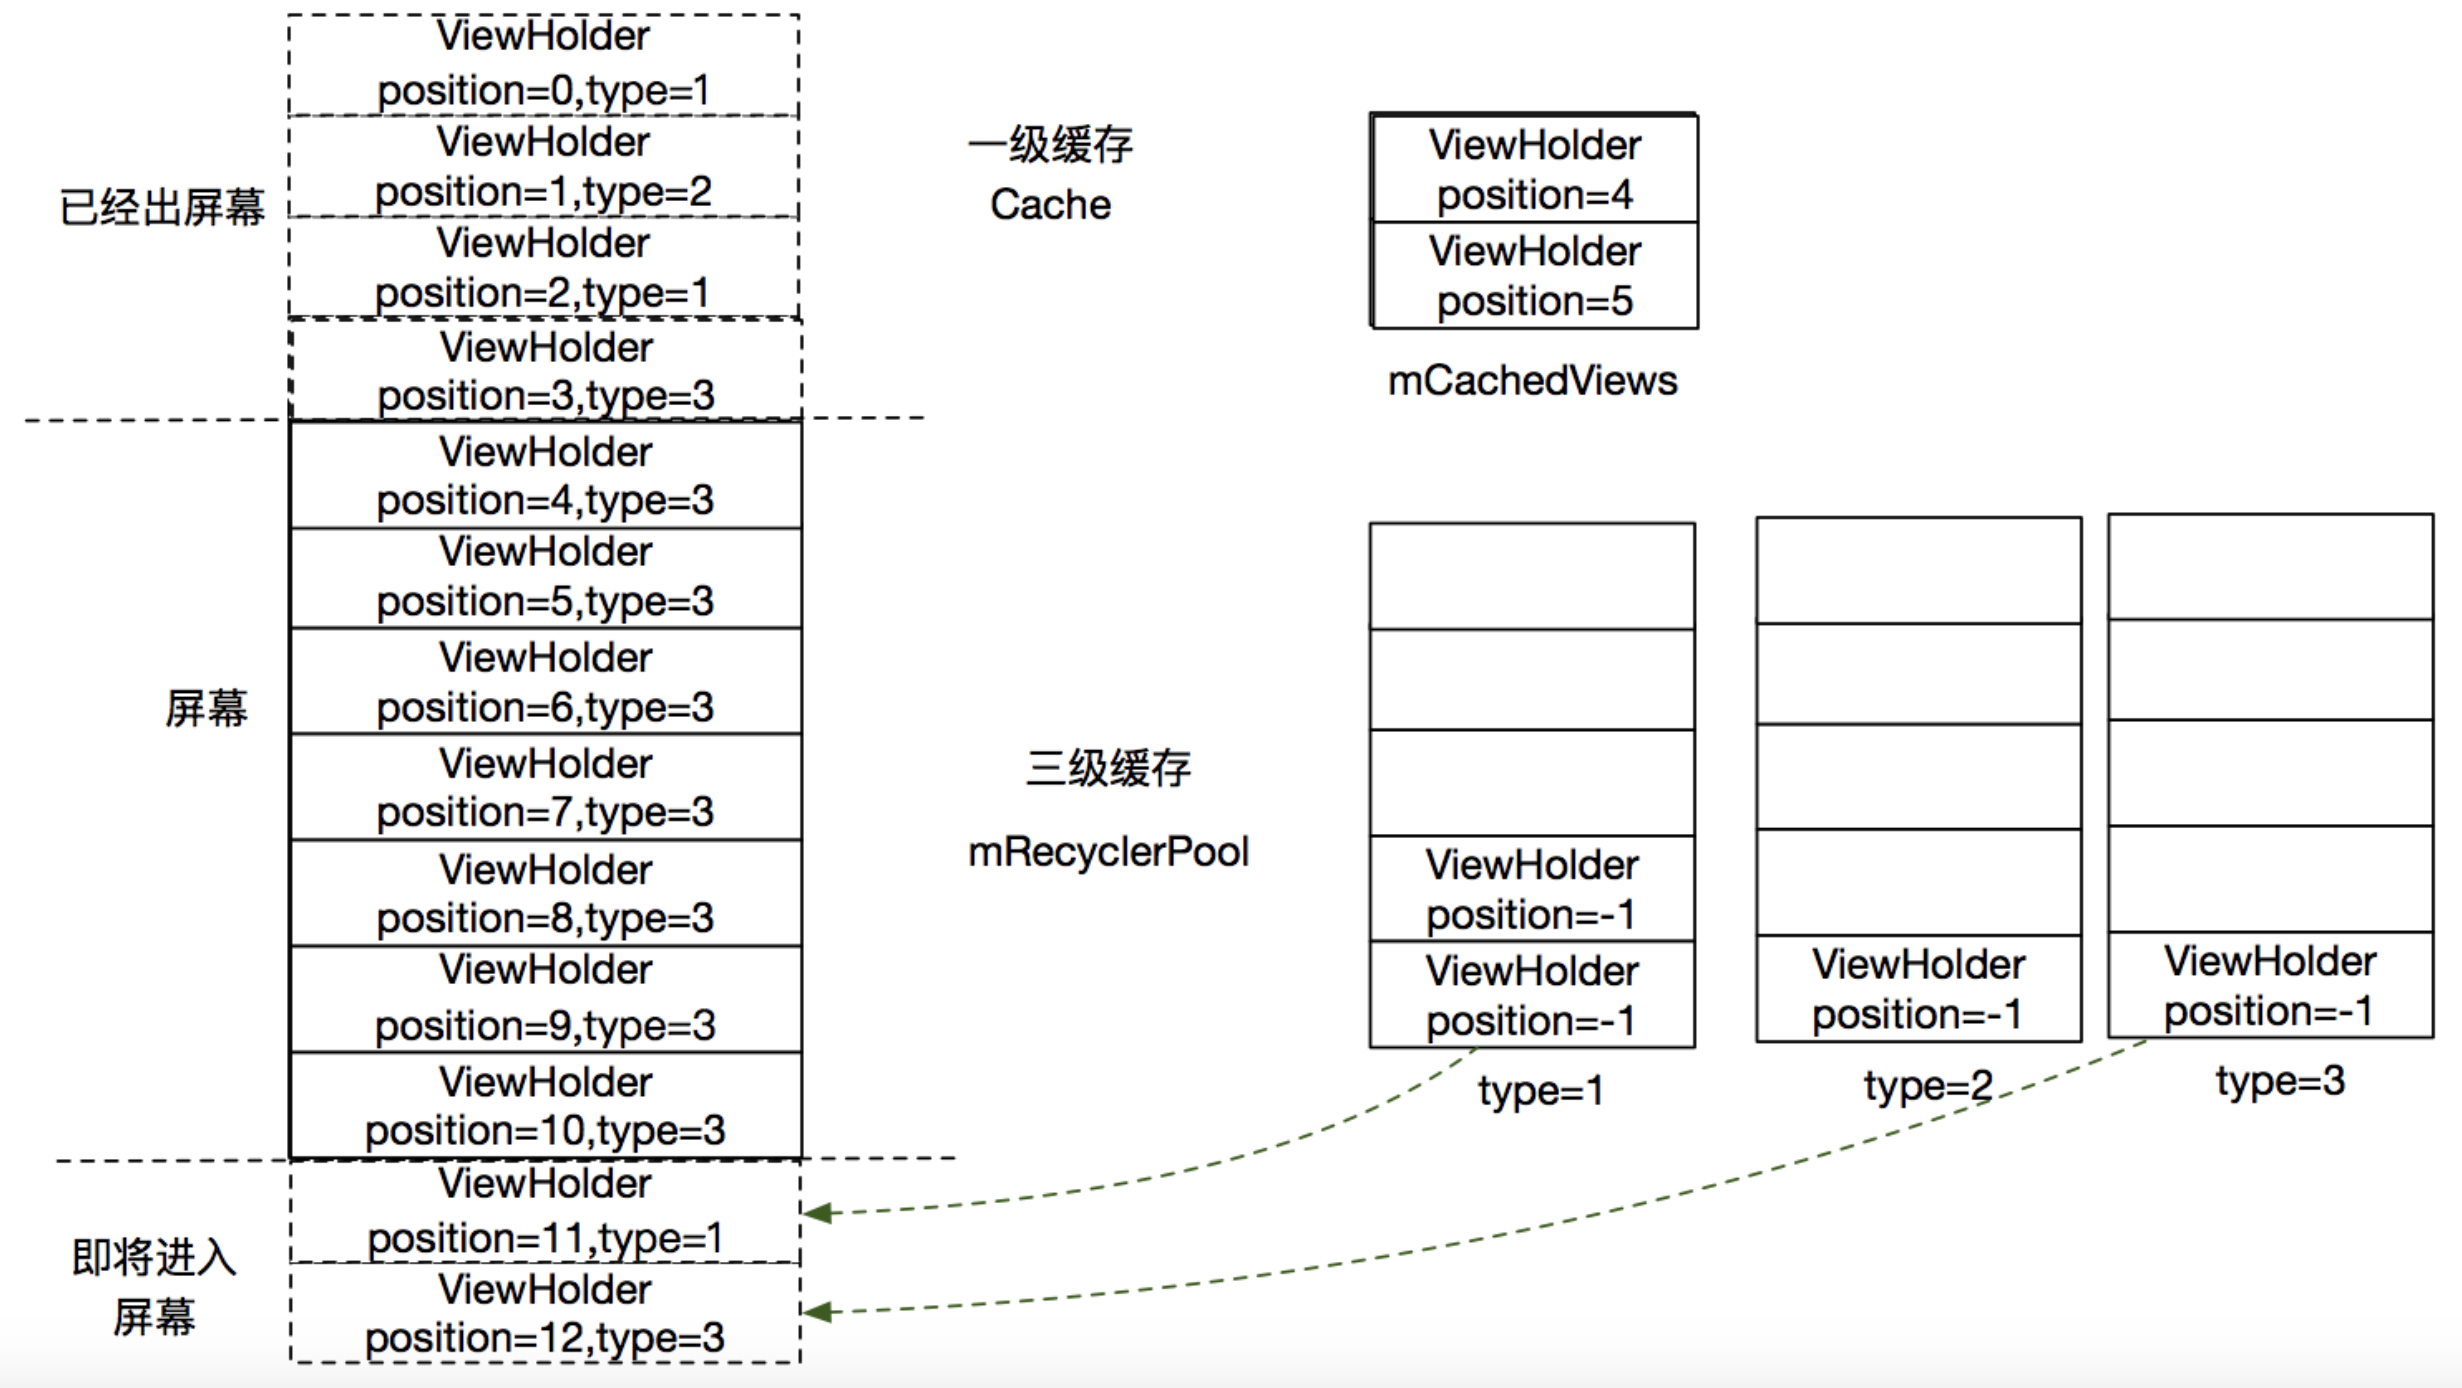 ViewHolder
position=0,type=1
ViewHolder
position=1,type=2
ViewHolder
position=2,type=1
ViewHolder
position=3,type=3
已经出屏幕
ViewHolder
position=4,type=3
ViewHolder
position=5,type=3
ViewHolder
position=6,type=3
ViewHolder
position=7,type=3
ViewHolder
position=8,type=3
ViewHolder
position=9,type=3
ViewHolder
position=10,type=3
屏幕
ViewHolder
position=11,type=1
ViewHolder
position=12,type=3
即将进入
屏幕
一级缓存
Cache
ViewHolder
position=4
ViewHolder
position=5
mCachedViews
三级缓存
mRecyclerPool
ViewHolder
position=-1
ViewHolder
position=-1
type=1
ViewHolder
position=-1
type=2
ViewHolder
position=-1
type=3